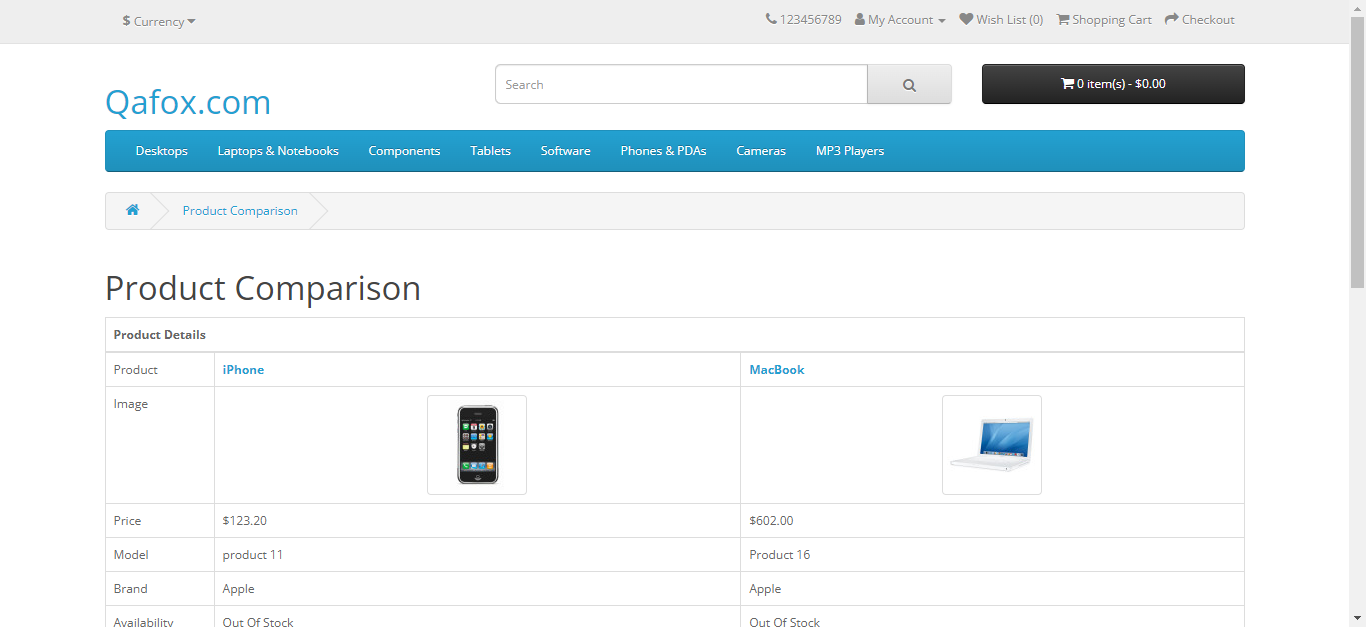 $ Currency
123456789 My Account Wish List (0) Shopping Cart Checkout
Qafox.com
Search
0 item(s) - $0.00
Desktops Laptops & Notebooks Components Tablets Software Phones & PDAs Cameras MP3 Players
Product Comparison
Product Comparison
Product Details
Product iPhone MacBook
Image
Price $123.20 $602.00
Model product 11 Product 16
Brand Apple Apple
Availability Out Of Stock Out Of Stock